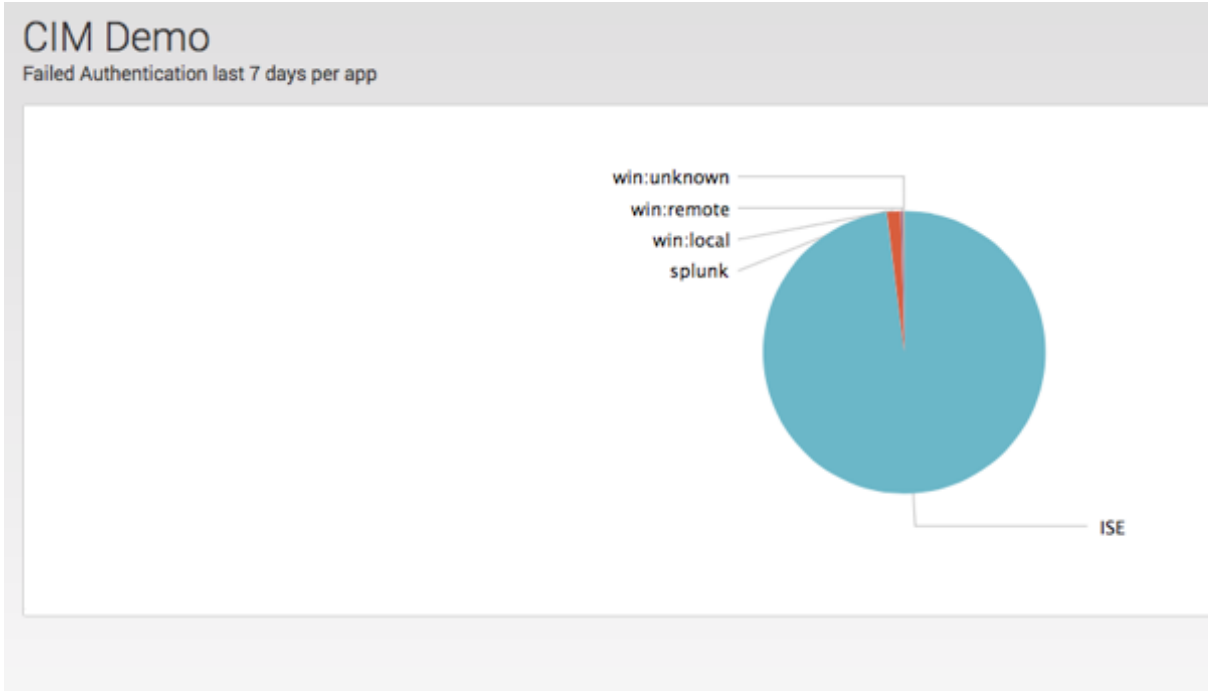 CIM Demo
Failed Authentication last 7 days per app
win:unknown
win:remote
win:local
splunk
ISE